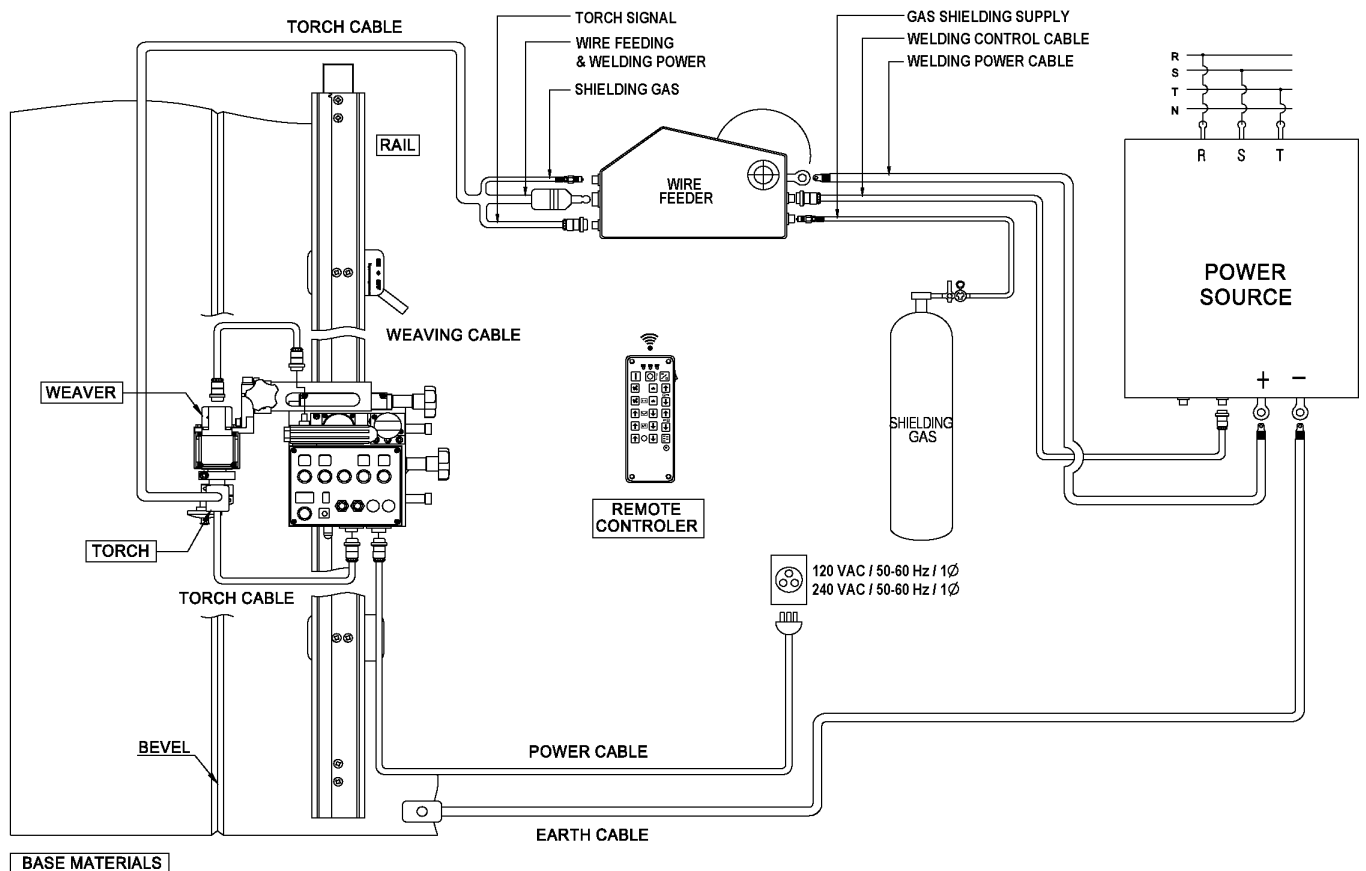 TORCH CABLE
TORCH SIGNAL
WIRE FEEDING
& WELDING POWER
SHIELDING GAS
GAS SHIELDING SUPPLY
WELDING CONTROL CABLE
WELDING POWER CABLE
R
S
T
N
R S T
RAIL
WIRE
FEEDER
POWER
SOURCE
+ −
WEAVING CABLE
WEAVER
SHIELDING
GAS
REMOTE
CONTROLER
TORCH
TORCH CABLE
120 VAC / 50-60 Hz / 1Ø
240 VAC / 50-60 Hz / 1Ø
BEVEL
POWER CABLE
EARTH CABLE
BASE MATERIALS